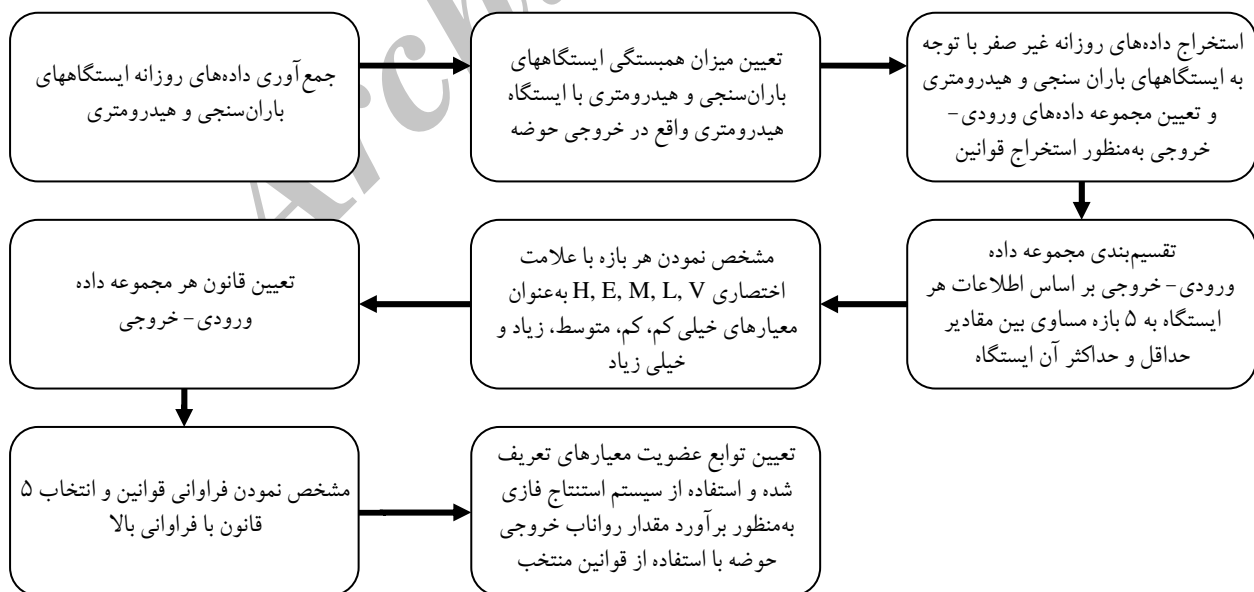 جمع‌آوری داده‌های روزانه ایستگاههای
باران‌سنجی و هیدرومتری
تعیین میزان همبستگی ایستگاههای
باران‌سنجی و هیدرومتری با ایستگاه
هیدرومتری واقع در خروجی حوضه
استخراج داده‌های روزانه غیر صفر با توجه
به ایستگاههای باران سنجی و هیدرومتری
و تعیین مجموعه داده‌های ورودی-
خروجی به‌منظور استخراج قوانین
تقسیم‌بندی مجموعه داده
ورودی-خروجی بر اساس اطلاعات هر
ایستگاه به ۵ بازه مساوی بین مقادیر
حداقل و حداکثر آن ایستگاه
مشخص نمودن هر بازه با علامت
اختصاری H, E, M, L, V به‌عنوان
معیارهای خیلی کم، کم، متوسط، زیاد و
خیلی زیاد
تعیین قانون هر مجموعه داده
ورودی-خروجی
مشخص نمودن فراوانی قوانین و انتخاب ۵
قانون با فراوانی بالا
تعیین توابع عضویت معیارهای تعریف
شده و استفاده از سیستم استنتاج فازی
به‌منظور برآورد مقدار رواناب خروجی
حوضه با استفاده از قوانین منتخب